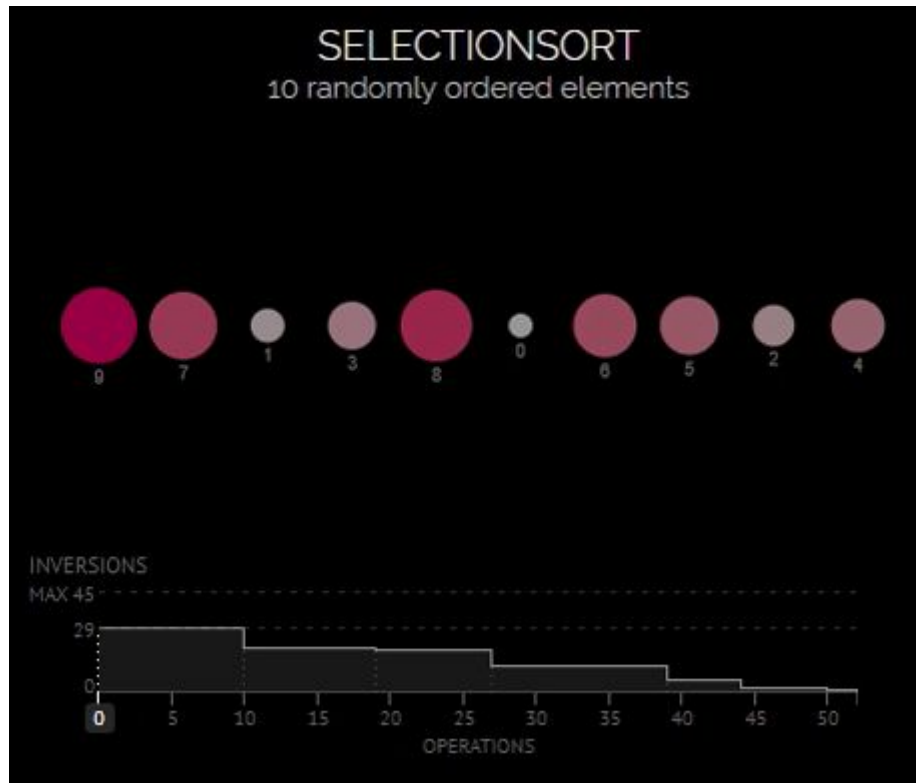 SELECTIONSORT
10 randomly ordered elements
9 7 1 3 8 0 6 5 2 4
INVERSIONS
MAX 45
29
0
0 5 10 15 20 25 30 35 40 45 50
OPERATIONS